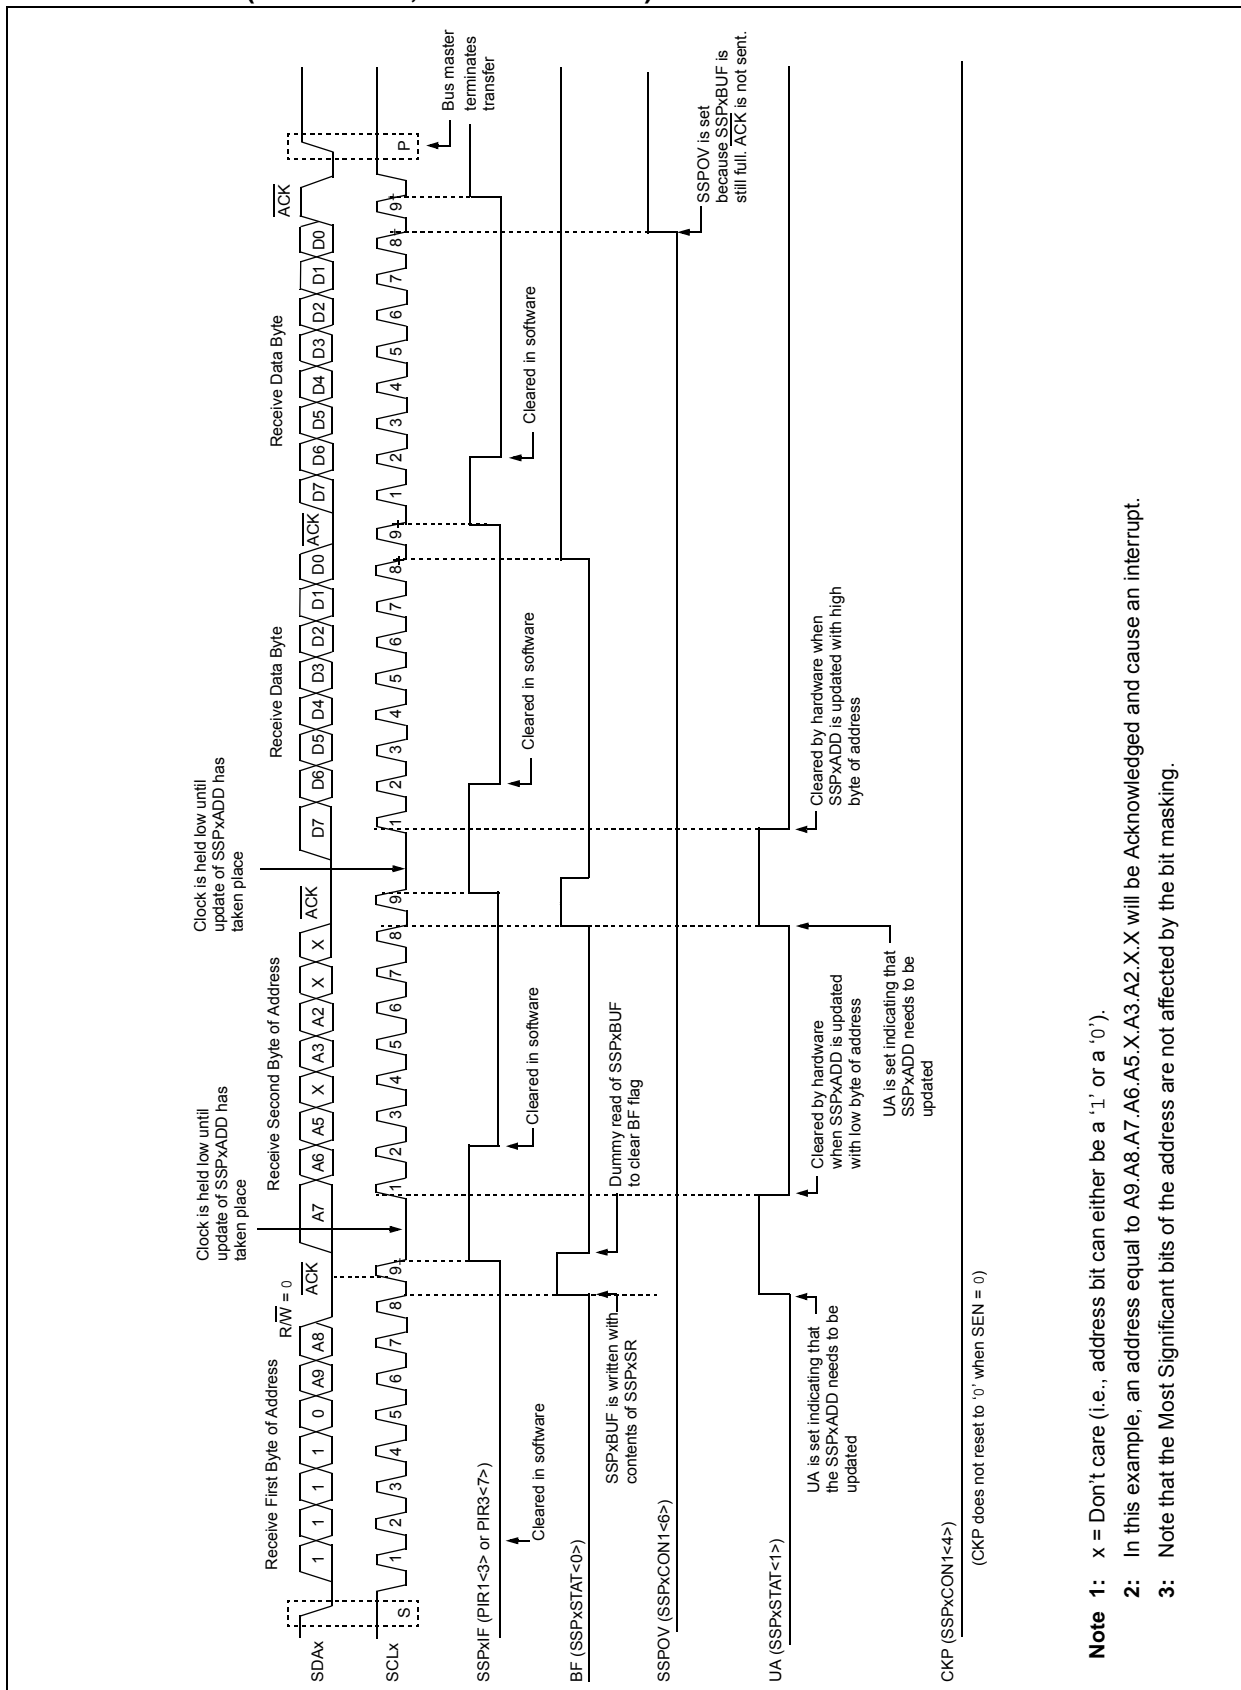 Receive First Byte of Address
R/W = 0
ACK
Clock is held low until
update of SSPxADD has
taken place
Receive Second Byte of Address
ACK
Clock is held low until
update of SSPxADD has
taken place
Receive Data Byte
ACK
Receive Data Byte
ACK
SDAx
1 1 1 1 0 A9 A8
A7 A6 A5 X A3 A2 X X
D7 D6 D5 D4 D3 D2 D1 D0
D7 D6 D5 D4 D3 D2 D1 D0
SCLx
S
1 2 3 4 5 6 7 8 9
1 2 3 4 5 6 7 8 9
1 2 3 4 5 6 7 8 9
1 2 3 4 5 6 7 8 9
P
Bus master
terminates
transfer
SSPxIF (PIR1<3> or PIR3<7>)
Cleared in software
Cleared in software
Cleared in software
Cleared in software
BF (SSPxSTAT<0>)
SSPxBUF is written with
contents of SSPxSR
Dummy read of SSPxBUF
to clear BF flag
SSPOV (SSPxCON1<6>)
SSPOV is set
because SSPxBUF is
still full. ACK is not sent.
UA (SSPxSTAT<1>)
UA is set indicating that
the SSPxADD needs to be
updated
Cleared by hardware
when SSPxADD is updated
with low byte of address
UA is set indicating that
SSPxADD needs to be
updated
Cleared by hardware when
SSPxADD is updated with high
byte of address
CKP (SSPxCON1<4>)
(CKP does not reset to ‘0’ when SEN = 0)
Note 1: x = Don’t care (i.e., address bit can either be a ‘1’ or a ‘0’).
2: In this example, an address equal to A9.A8.A7.A6.A5.X.A3.A2.X.X will be Acknowledged and cause an interrupt.
3: Note that the Most Significant bits of the address are not affected by the bit masking.